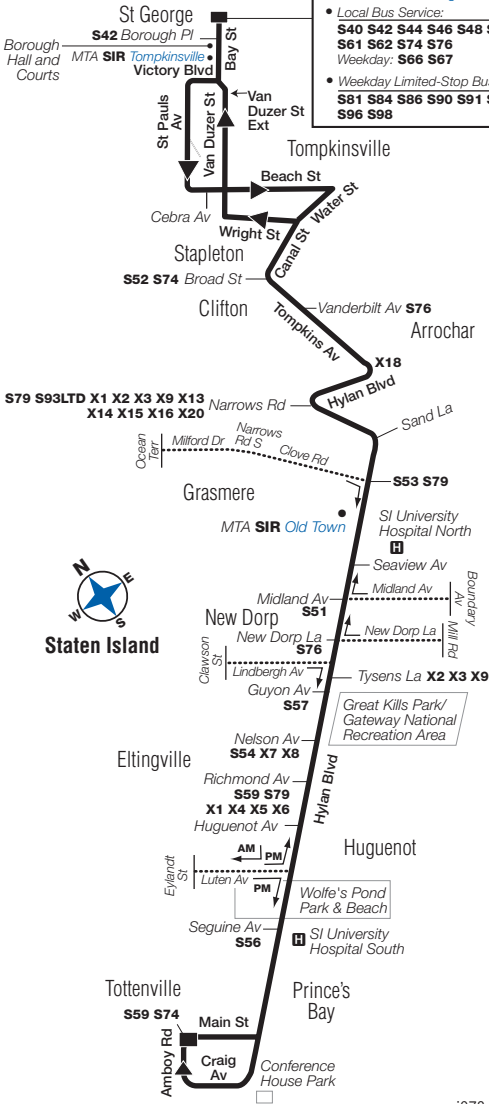 St George
S42 Borough Pl
Borough
Hall and
Courts
MTA SIR Tompkinsville
Victory Blvd
Bay St
• Local Bus Service:
S40 S42 S44 S46 S48
S61 S62 S74 S76
Weekday: S66 S67
• Weekday Limited-Stop
S81 S84 S86 S90 S91
S96 S98
St Pauls
Av
Van Duzer St
Van
Duzer St
Ext
Tompkinsville
Beach St
Water St
Cebra Av
Wright St
Canal St
Stapleton
S52 S74 Broad St
Clifton
Vanderbilt Av S76
Tompkins Av
Arrochar
X18
Hylan Blvd
S79 S93LTD X1 X2 X3 X9 X13
X14 X15 X16 X20 Narrows Rd
Sand La
Ocean
Terr
Milford Dr
Narrows
Rd S
Clove Rd
S53 S79
Grasmere
MTA SIR Old Town
SI University
Hospital North
H
Seaview Av
N
E
W
S
Staten Island
Midland Av
S51
Midland Av
Boundary
Av
New Dorp
New Dorp La
S76
New Dorp La
Mill Rd
Clawson
St
Lindbergh Av
Tysens La X2 X3 X9
Guyon Av
S57
Great Kills Park/
Gateway National
Recreation Area
Nelson Av
S54 X7 X8
Eltingville
Hylan Blvd
Richmond Av
S59 S79
X1 X4 X5 X6
Huguenot Av
Huguenot
AM
PM
Eylandt
St
Luten Av
PM
Wolfe's Pond
Park & Beach
Seguine Av
S56
H
SI University
Hospital South
Tottenville
S59 S74
Prince's
Bay
Main St
Amboy Rd
Craig
Av
Conference
House Park